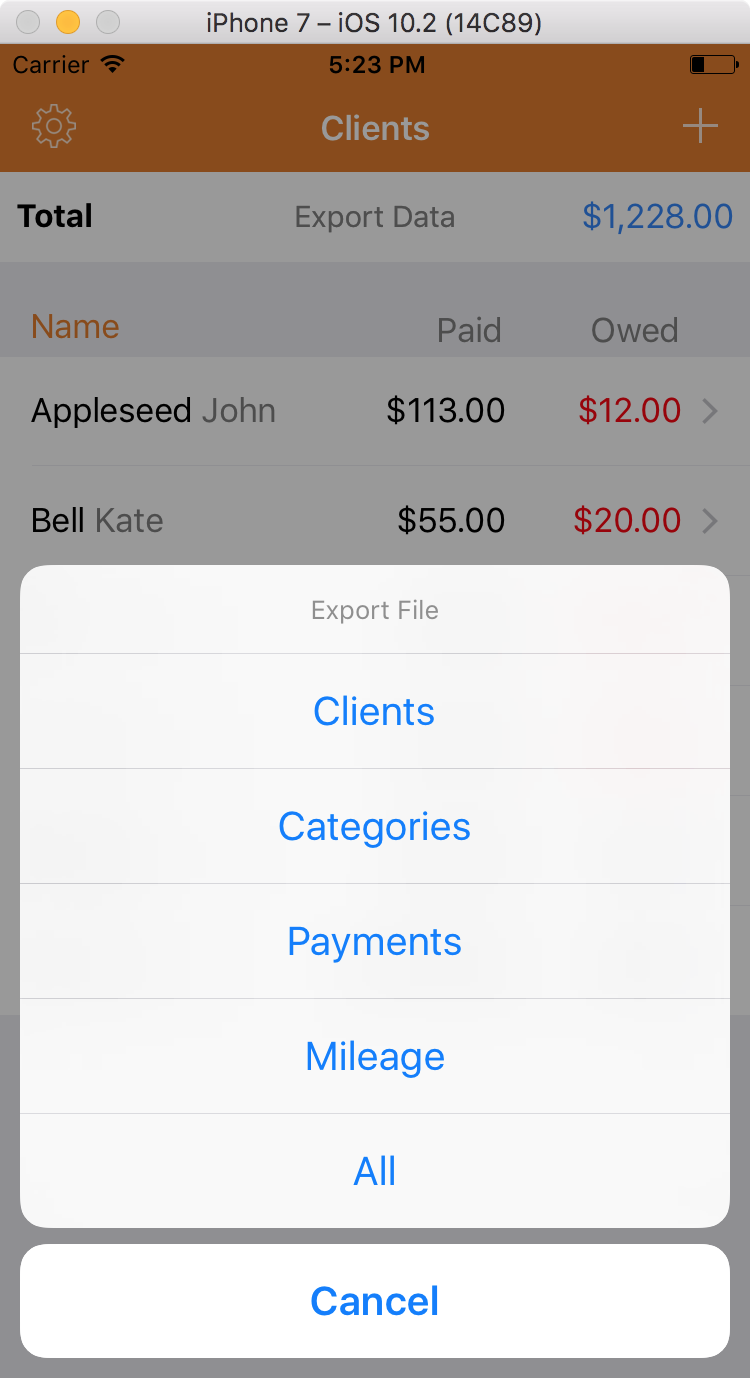 iPhone 7 – iOS 10.2 (14C89)
Carrier 5:23 PM
Clients
Total Export Data $1,228.00
Name Paid Owed
Appleseed John $113.00 $12.00
Bell Kate $55.00 $20.00
Export File
Clients
Categories
Payments
Mileage
All
Cancel